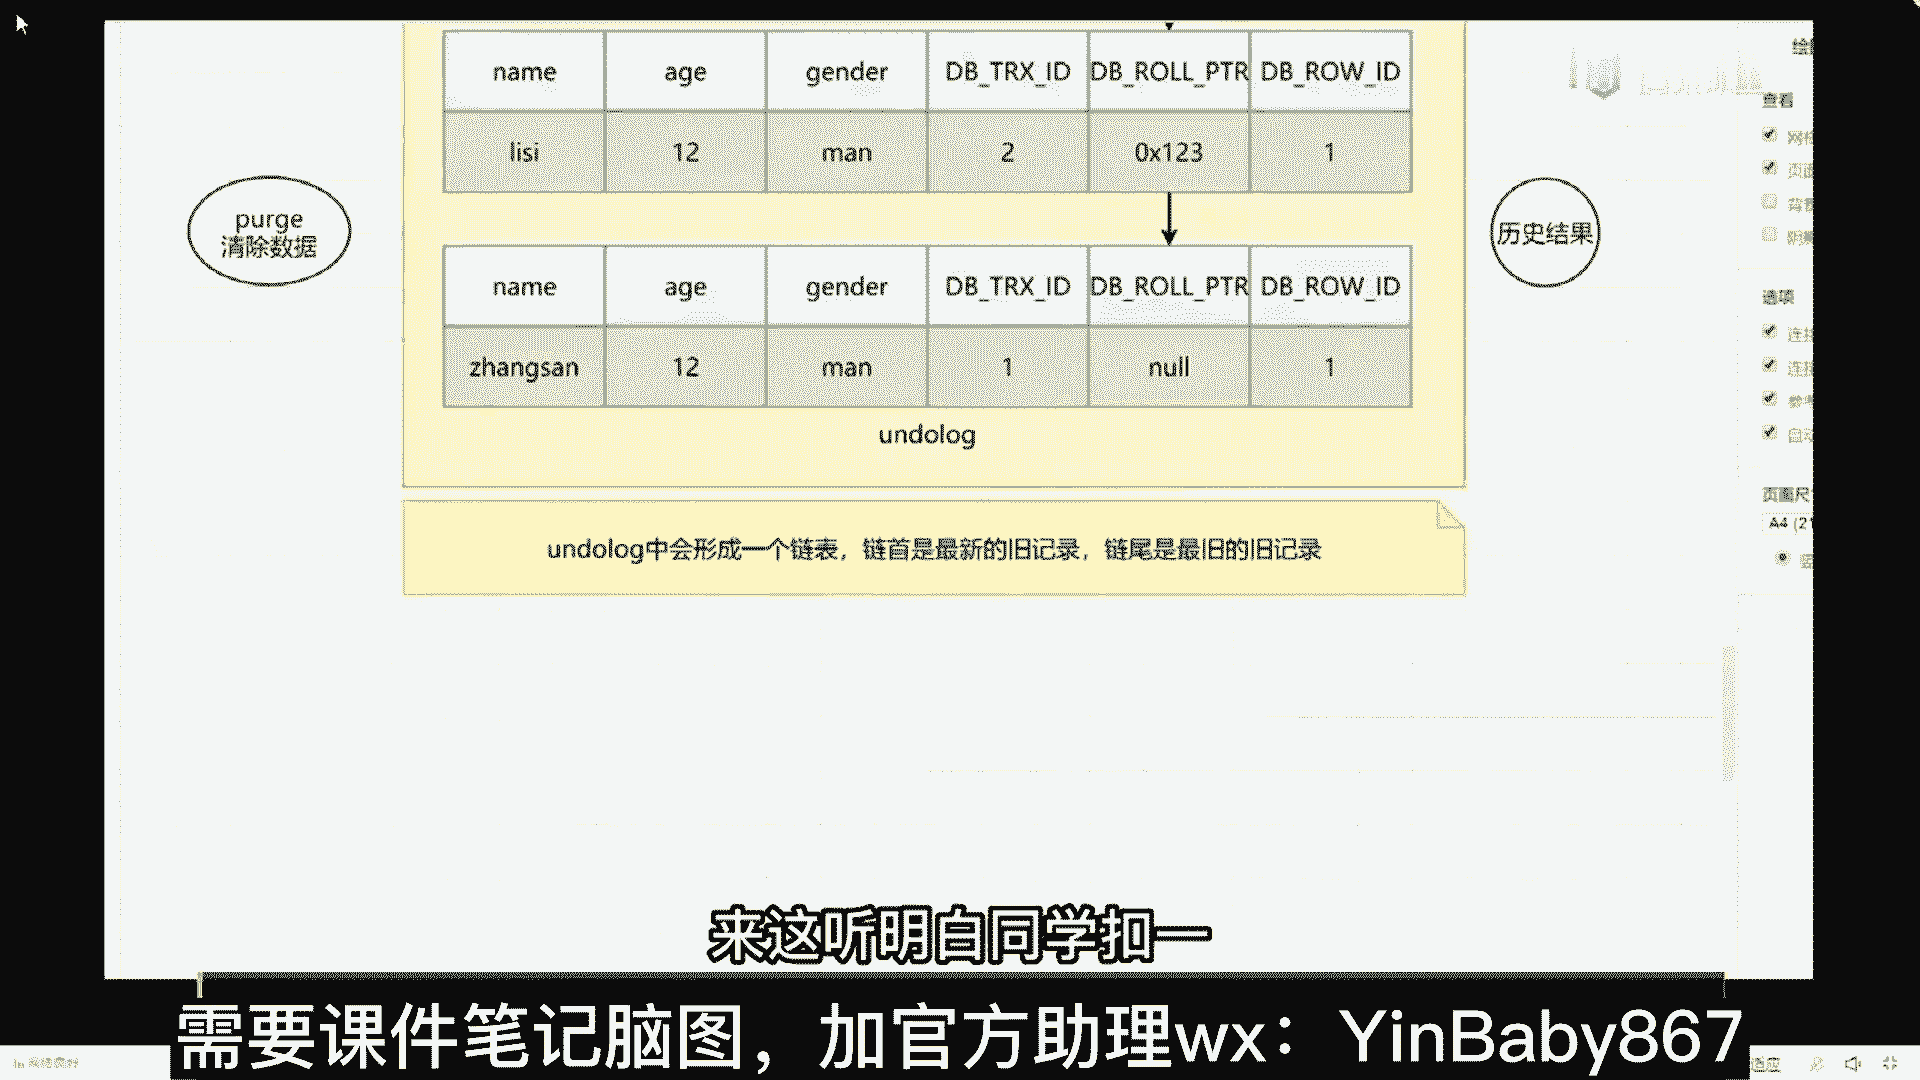 name age gender DB_TRX_ID DB_ROLL_PTR DB_ROW_ID
lisi 12 man 2 0x123 1
purge
清除数据
历史结果
name age gender DB_TRX_ID DB_ROLL_PTR DB_ROW_ID
zhangsan 12 man 1 null 1
undolog
undolog中会形成一个链表，链首是最新的旧记录，链尾是最旧的旧记录
查看
选项
页面尺
A4 (21
来这听明白同学扣一
需要课件笔记脑图，加官方助理wx：YinBaby867